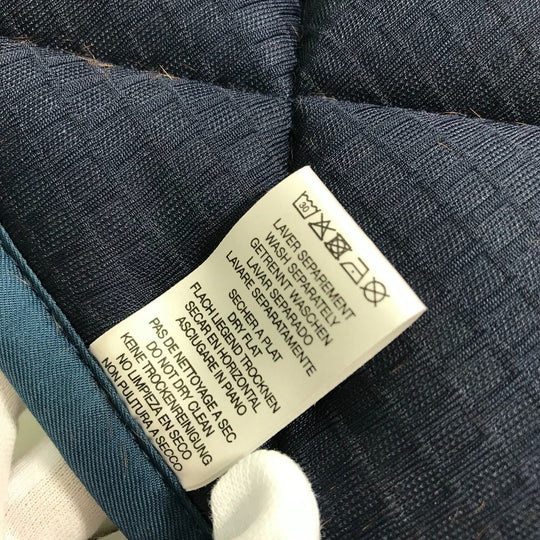 30
LAVER SEPAREMENT
WASH SEPARATELY
GETRENNT WASCHEN
LAVAR SEPARADO
LAVARE SEPARATAMENTE
SECHER A PLAT
DRY FLAT
FLACH LIEGEND TROCKNEN
SECAR EN HORIZONTAL
ASCIUGARE IN PIANO
PAS DE NETTOYAGE A SEC
DO NOT DRY CLEAN
KEINE TROCKENREINIGUNG
NO LIMPIEZA EN SECO
NON PULITURA A SECCO